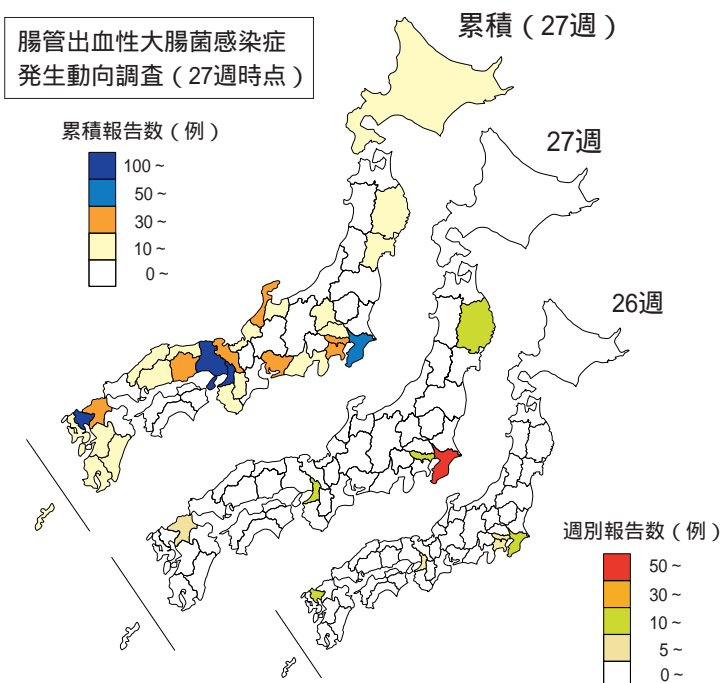 腸管出血性大腸菌感染症
発生動向調査（27週時点）
累積（27週）
累積報告数（例）
100～
50～
30～
10～
0～
27週
26週
週別報告数（例）
50～
30～
10～
5～
0～